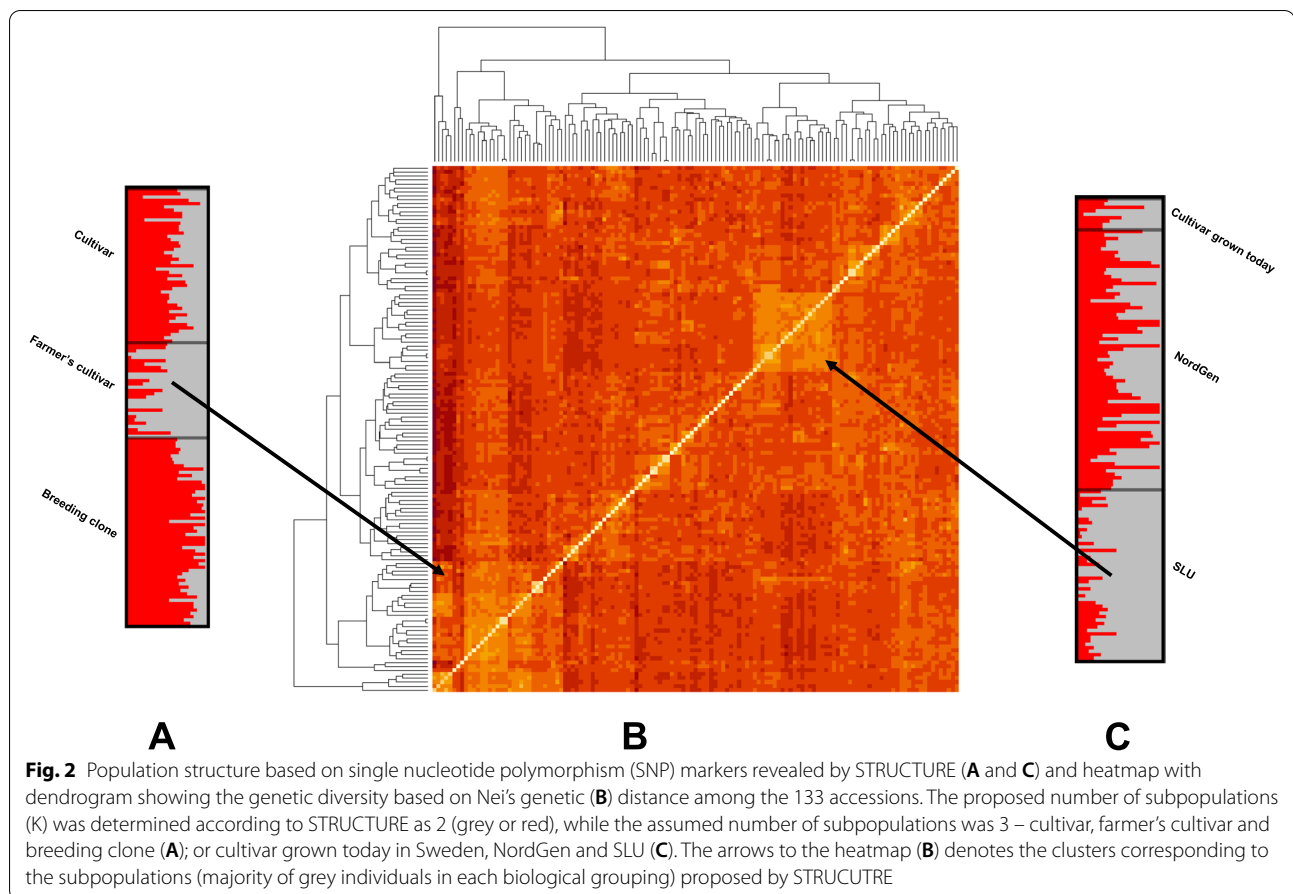 Cultivar
Farmer's cultivar
Breeding clone
Cultivar grown today
NordGen
SLU
A
B
C
Fig. 2 Population structure based on single nucleotide polymorphism (SNP) markers revealed by STRUCTURE (A and C) and heatmap with
dendrogram showing the genetic diversity based on Nei's genetic (B) distance among the 133 accessions. The proposed number of subpopulations
(K) was determined according to STRUCTURE as 2 (grey or red), while the assumed number of subpopulations was 3 – cultivar, farmer's cultivar and
breeding clone (A); or cultivar grown today in Sweden, NordGen and SLU (C). The arrows to the heatmap (B) denotes the clusters corresponding to
the subpopulations (majority of grey individuals in each biological grouping) proposed by STRUCUTRE